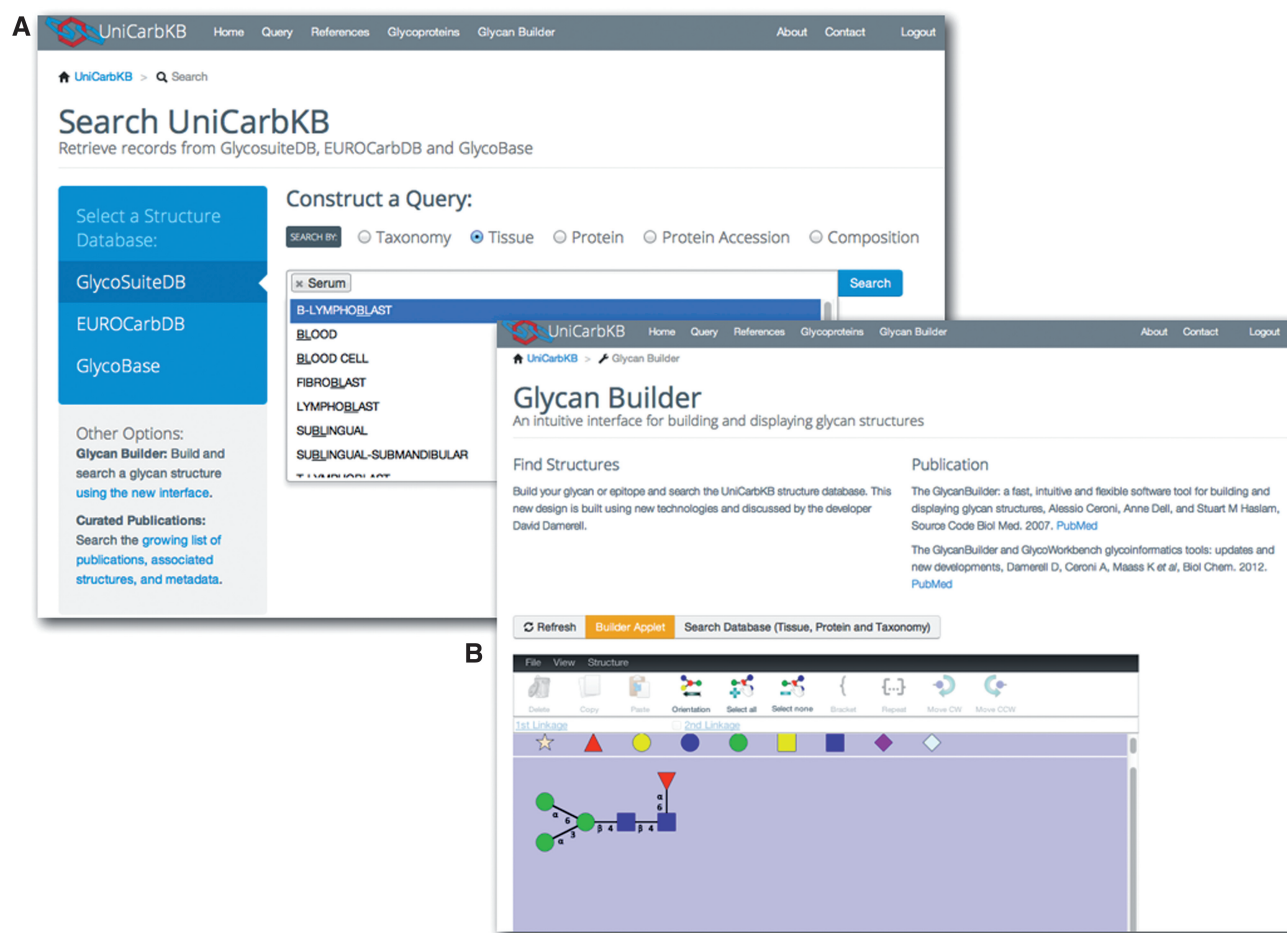 A
UniCarbKB Home Query References Glycoproteins Glycan Builder About Contact Logout
UniCarbKB > Search
Search UniCarbKB
Retrieve records from GlycosuiteDB, EUROCarbDB and GlycoBase
Select a Structure
Database:
GlycoSuiteDB
EUROCarbDB
GlycoBase
Other Options:
Glycan Builder: Build and
search a glycan structure
using the new interface.
Curated Publications:
Search the growing list of
publications, associated
structures, and metadata.
Construct a Query:
SEARCH BY: Taxonomy Tissue Protein Protein Accession Composition
× Serum
Search
B-LYMPHOBLAST
BLOOD
BLOOD CELL
FIBROBLAST
LYMPHOBLAST
SUBLINGUAL
SUBLINGUAL-SUBMANDIBULAR
T-LYMPHOBLAST
B
UniCarbKB Home Query References Glycoproteins Glycan Builder About Contact Logout
UniCarbKB > Glycan Builder
Glycan Builder
An intuitive interface for building and displaying glycan structures
Find Structures
Build your glycan or epitope and search the UniCarbKB structure database. This
new design is built using new technologies and discussed by the developer
David Damerell.
Publication
The GlycanBuilder: a fast, intuitive and flexible software tool for building and
displaying glycan structures, Alessio Ceroni, Anne Dell, and Stuart M Haslam,
Source Code Biol Med. 2007. PubMed
The GlycanBuilder and GlycoWorkbench glycoinformatics tools: updates and
new developments, Damerell D, Ceroni A, Maass K et al, Biol Chem. 2012.
PubMed
Refresh Builder Applet Search Database (Tissue, Protein and Taxonomy)
File View Structure
Delete Copy Paste Orientation Select all Select none Bracket Repeat Move CW Move CCW
1st Linkage 2nd Linkage
α
6
α 6
β 4 β 4
α 3